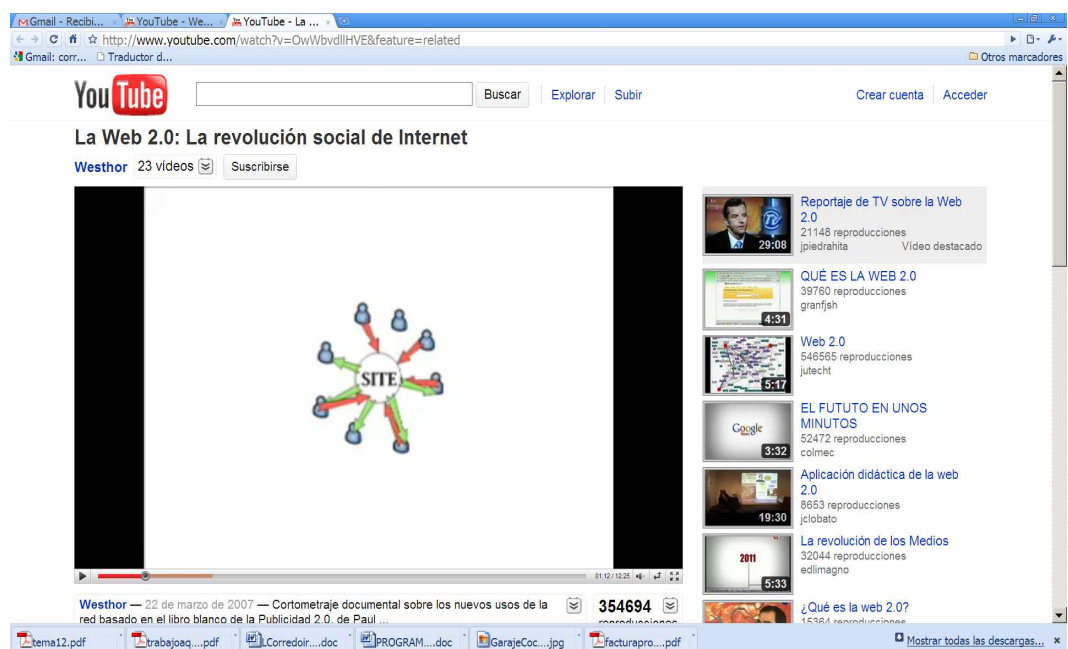 Gmail - Recibi...
YouTube - We...
YouTube - La ...
http://www.youtube.com/watch?v=OwWbvdllHVE&feature=related
Gmail: corr...
Traductor d...
Otros marcadores
YouTube
Buscar
Explorar
Subir
Crear cuenta
Acceder
La Web 2.0: La revolución social de Internet
Westhor 23 vídeos
Suscribirse
SITE
01:12 / 12:25
Westhor — 22 de marzo de 2007 — Cortometraje documental sobre los nuevos usos de la
red basado en el libro blanco de la Publicidad 2.0, de Paul ...
354694
reproducciones
29:08
Reportaje de TV sobre la Web
2.0
21148 reproducciones
jpiedrahita
Vídeo destacado
4:31
QUÉ ES LA WEB 2.0
39760 reproducciones
granfjsh
5:17
Web 2.0
546565 reproducciones
jutecht
Google
3:32
EL FUTUTO EN UNOS
MINUTOS
52472 reproducciones
colmec
19:30
Aplicación didáctica de la web
2.0
8653 reproducciones
jclobato
2011
5:33
La revolución de los Medios
32044 reproducciones
edlimagno
¿Qué es la web 2.0?
15364 reproducciones
tema12.pdf
trabajoaq....pdf
LCorredoir....doc
PROGRAM....doc
GarajeCoc....jpg
facturapro....pdf
Mostrar todas las descargas...